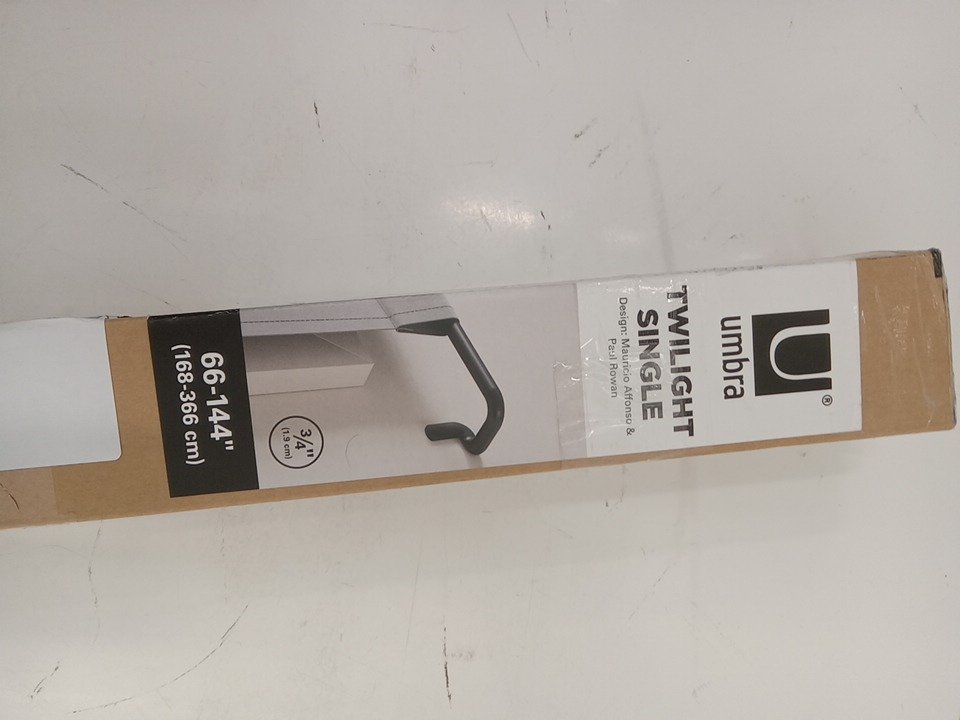 umbra®
TWILIGHT
SINGLE
Design: Mauricio Affonso &
Paul Rowan
3/4"
(1.9 cm)
66-144"
(168-366 cm)